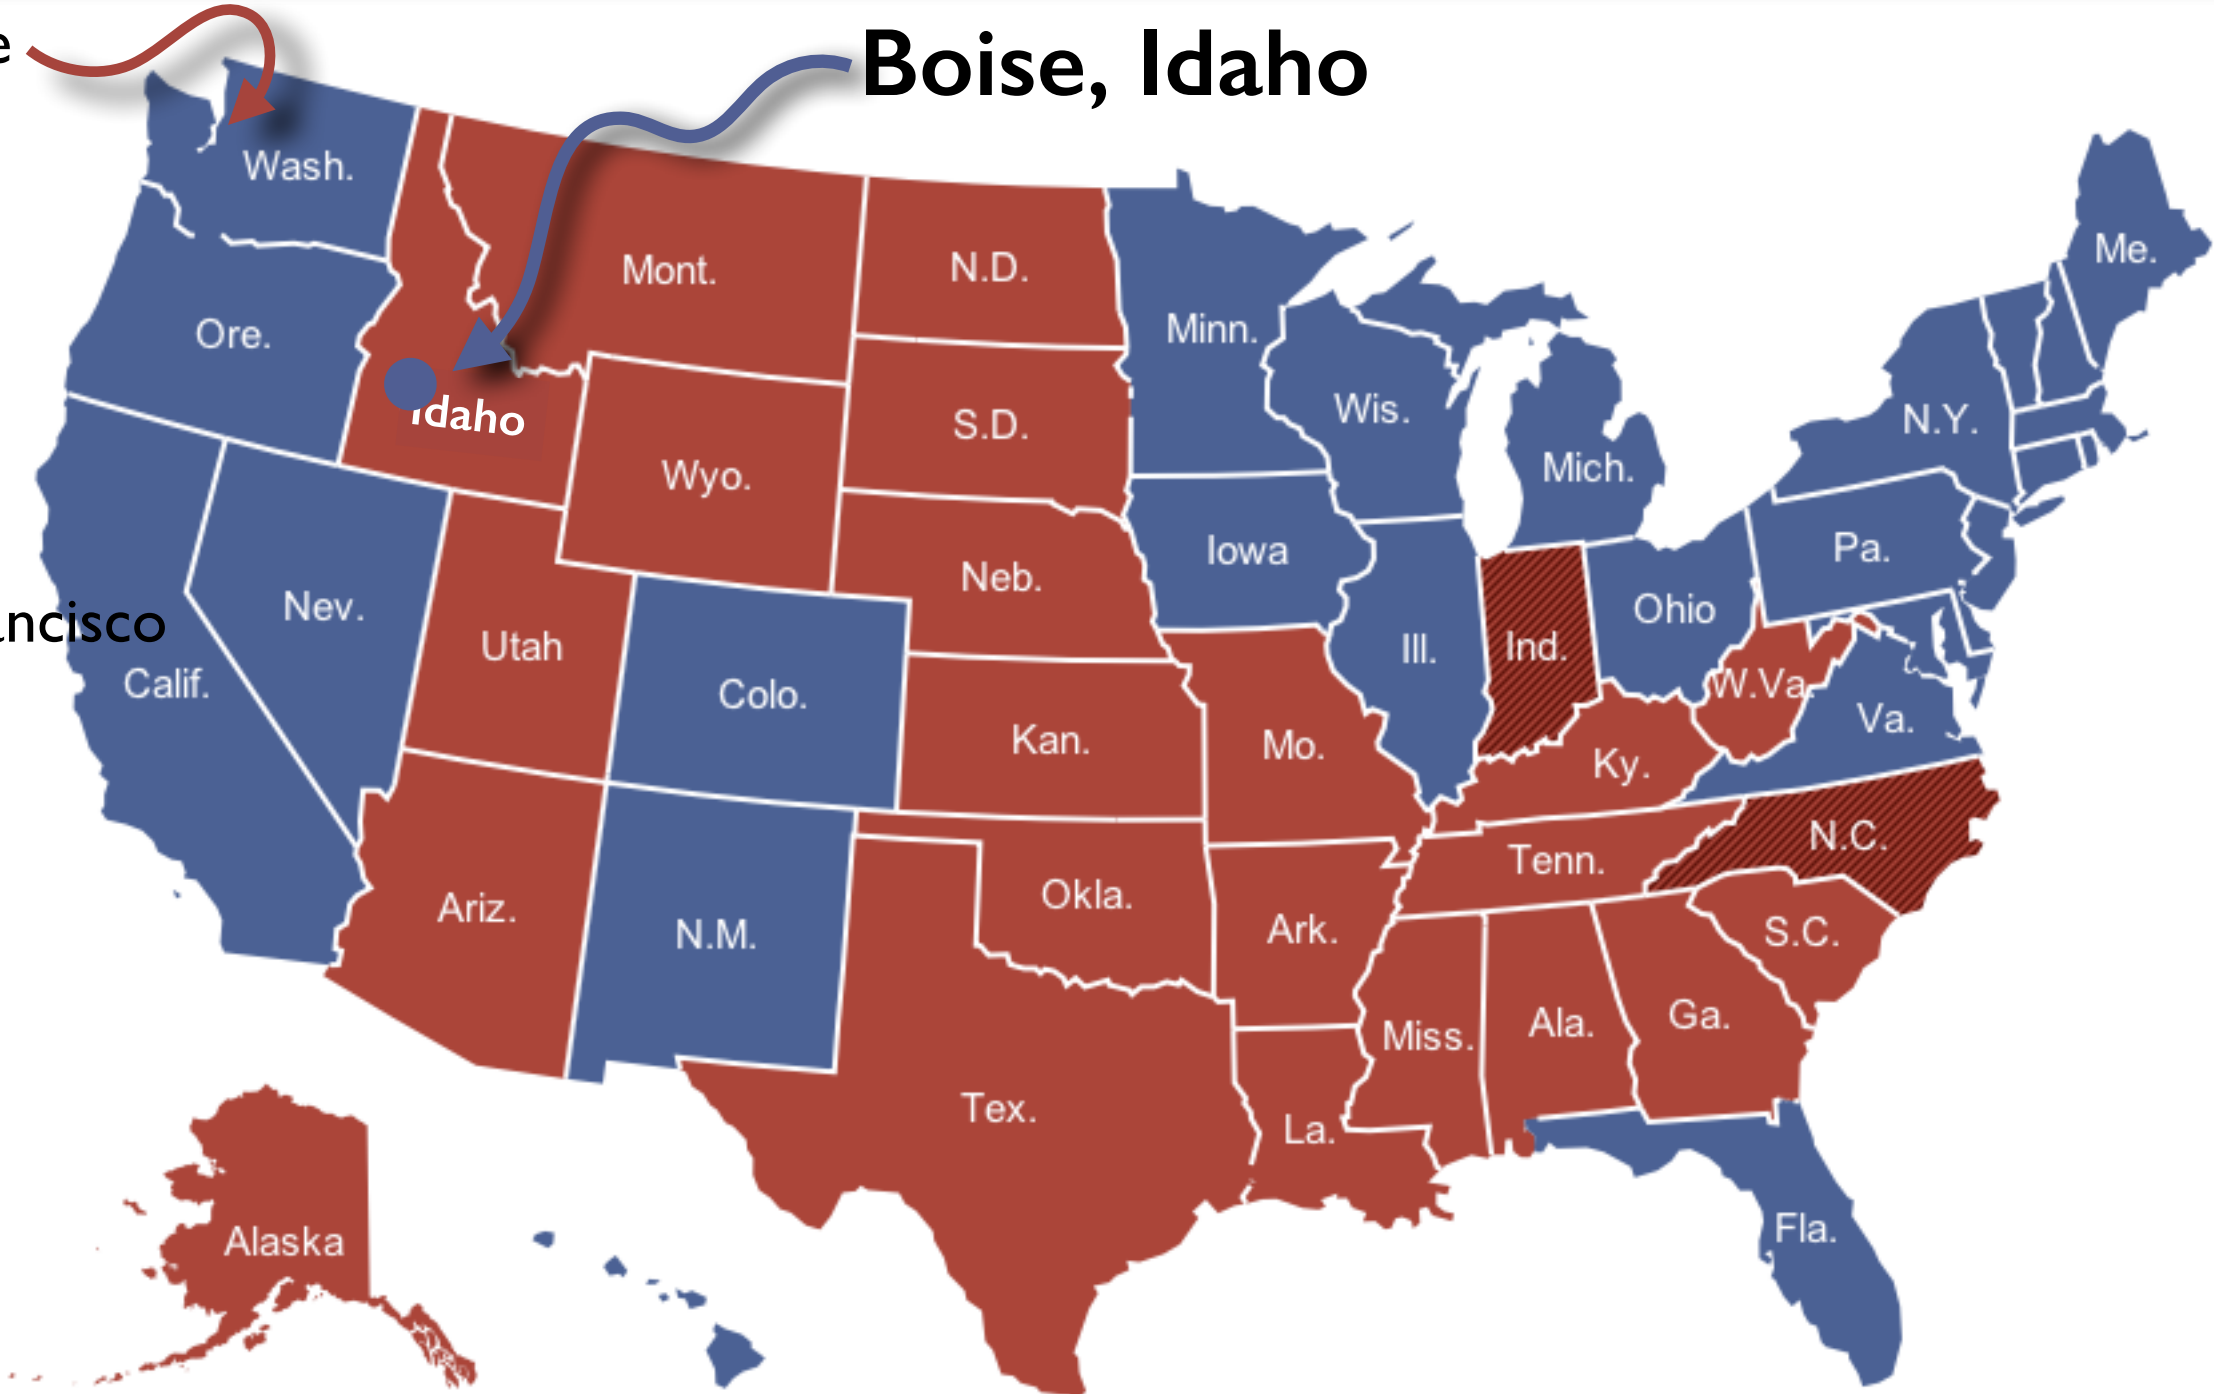 e
Boise, Idaho
Wash.
Me.
Mont.
N.D.
Ore.
Minn.
Idaho
Wis.
N.Y.
S.D.
Mich.
Wyo.
Iowa
Pa.
Neb.
Nev.
Ohio
ncisco
Utah
Ill.
Ind.
Calif.
Colo.
W.Va.
Va.
Kan.
Mo.
Ky.
N.C.
Tenn.
Ariz.
Okla.
N.M.
Ark.
S.C.
Ga.
Miss.
Ala.
Tex.
La.
Fla.
Alaska